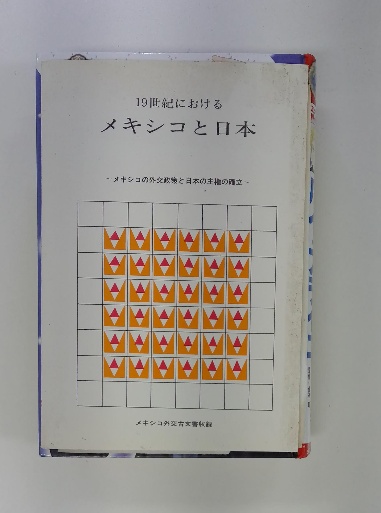 19世紀における
メキシコと日本
- メキシコの外交政策と日本の主権の確立 -
メキシコ外交古文書収録